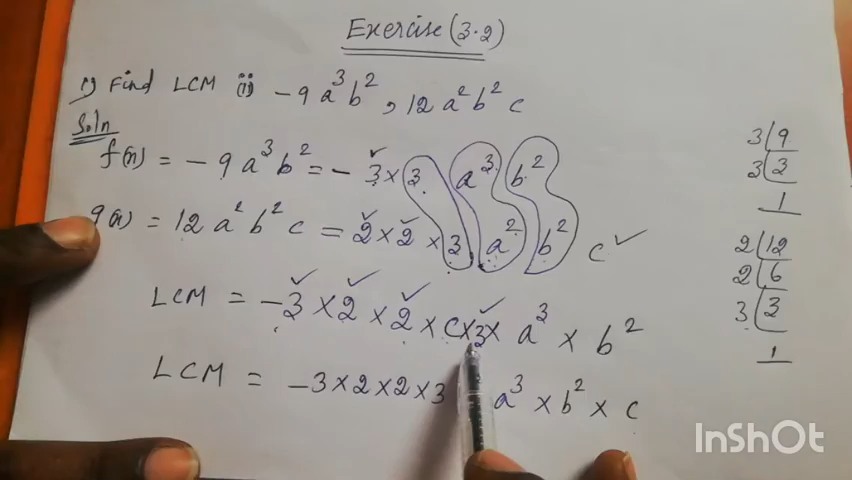 Exercise (3.2)
1) Find LCM (ii) -9a³b², 12a²b²c
Soln
f(x) = -9a³b² = -3×3 a³ b²
g(x) = 12a²b²c = 2×2×3 a² b² c
LCM = -3×2×2×c×3×a³×b²
LCM = -3×2×2×3 a³×b²×c
3|9
3|3
1
2|12
2|6
3|3
1
InShOt